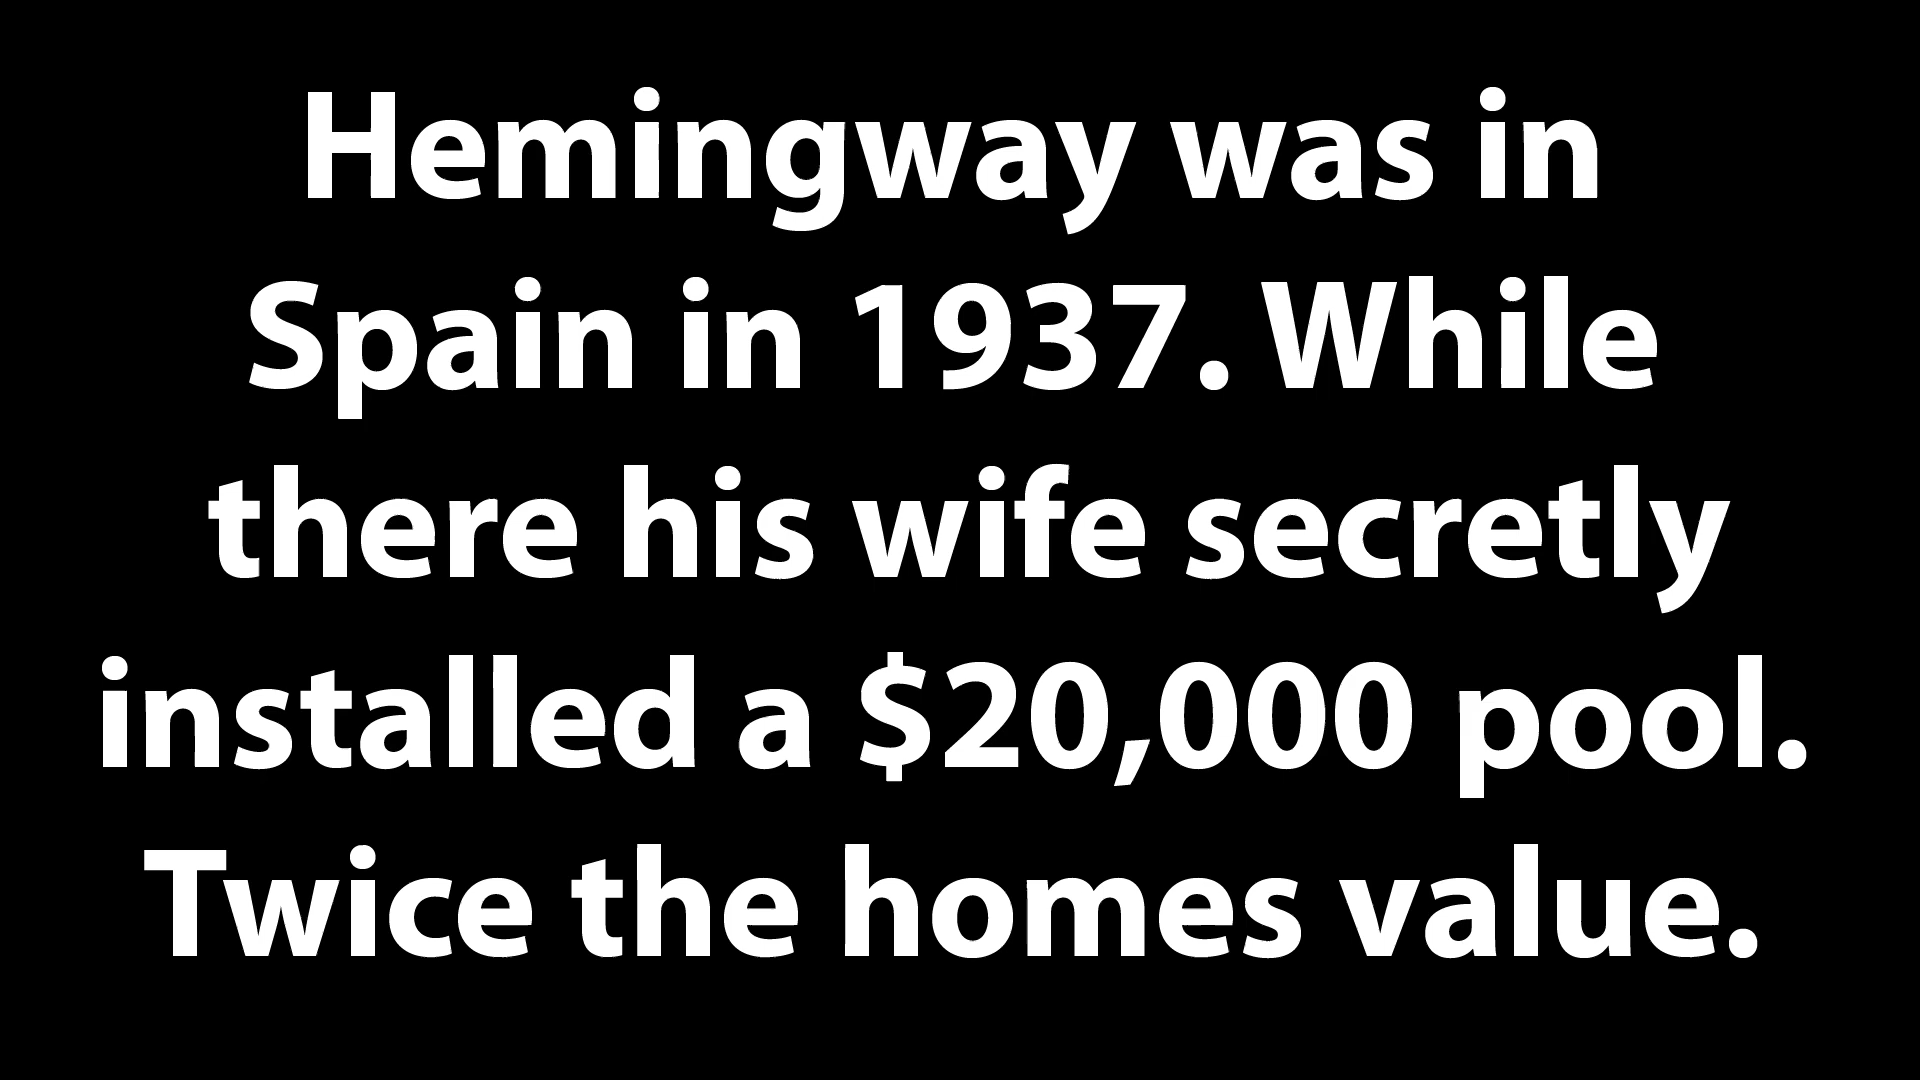 Hemingway was in
Spain in 1937. While
there his wife secretly
installed a $20,000 pool.
Twice the homes value.